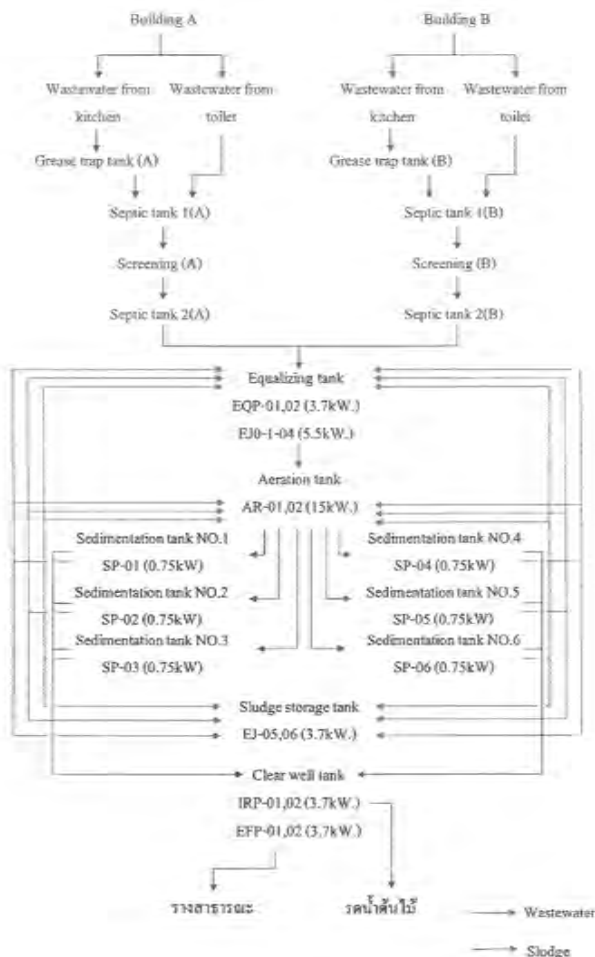 Building A
Building B
Wastewater from
kitchen
Wastewater from
toilet
Wastewater from
kitchen
Wastewater from
toilet
Grease trap tank (A)
Grease trap tank (B)
Septic tank 1(A)
Septic tank 1(B)
Screening (A)
Screening (B)
Septic tank 2(A)
Septic tank 2(B)
Equalizing tank
EQP-01,02 (3.7kW.)
EJ0-1-04 (5.5kW.)
Aeration tank
AR-01,02 (15kW.)
Sedimentation tank NO.1
SP-01 (0.75kW)
Sedimentation tank NO.2
SP-02 (0.75kW)
Sedimentation tank NO.3
SP-03 (0.75kW)
Sedimentation tank NO.4
SP-04 (0.75kW)
Sedimentation tank NO.5
SP-05 (0.75kW)
Sedimentation tank NO.6
SP-06 (0.75kW)
Sludge storage tank
EJ-05,06 (3.7kW.)
Clear well tank
IRP-01,02 (3.7kW.)
EFP-01,02 (3.7kW.)
รางสาธารณะ
รดน้ำต้นไม้
Wastewater
Sludge